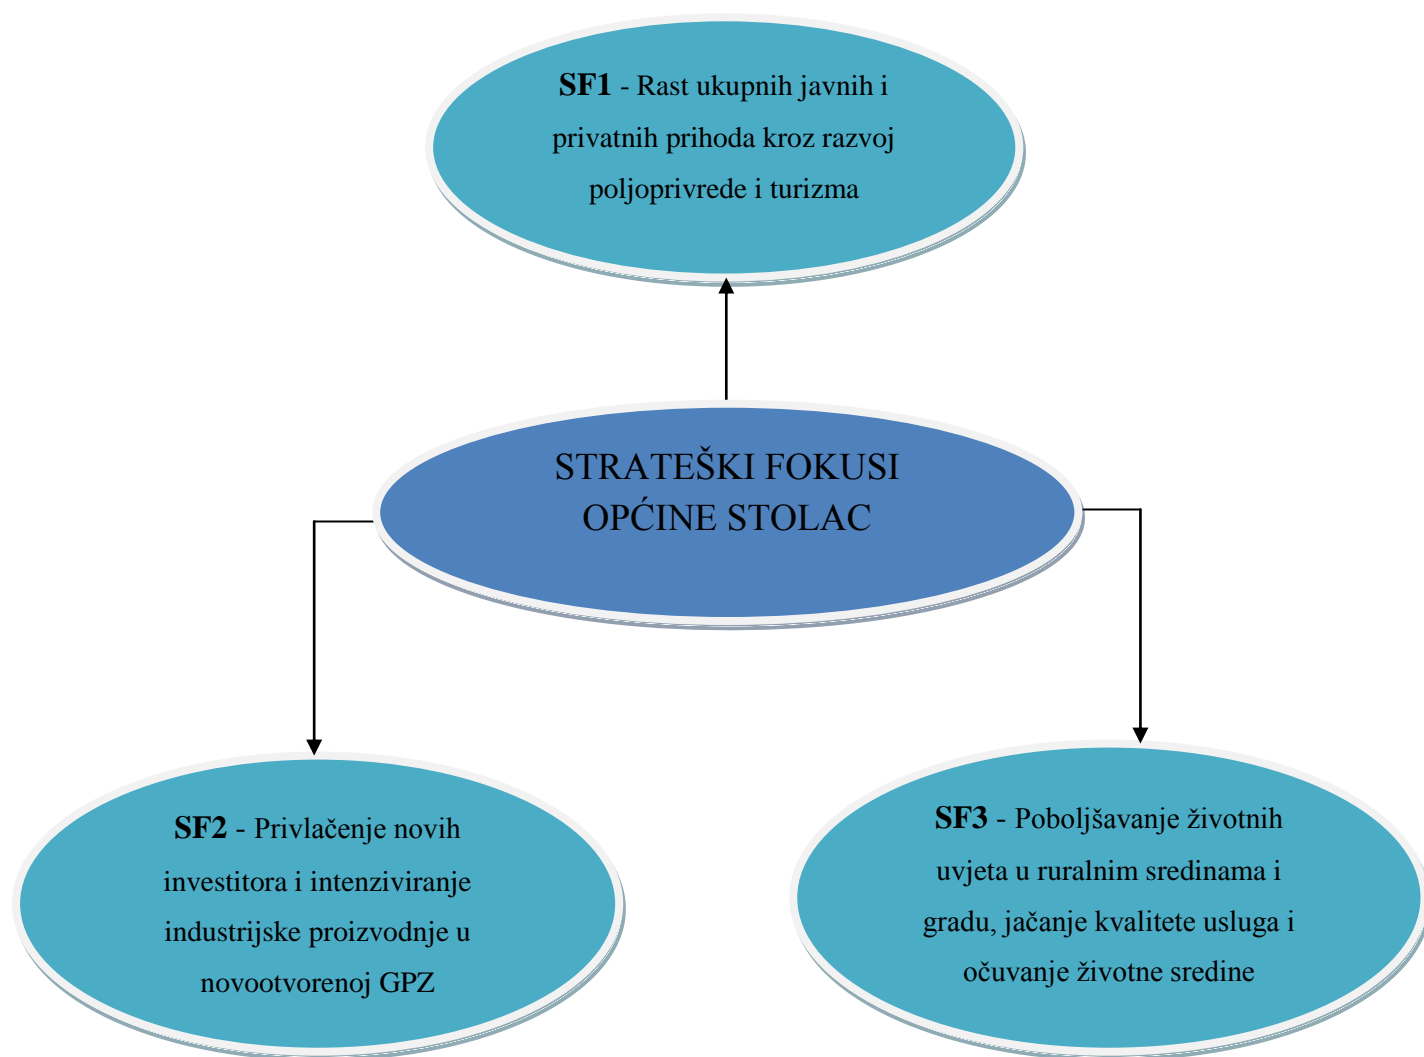 SF1 - Rast ukupnih javnih i
privatnih prihoda kroz razvoj
poljoprivrede i turizma
STRATEŠKI FOKUSI
OPĆINE STOLAC
SF2 - Privlačenje novih
investitora i intenziviranje
industrijske proizvodnje u
novootvorenoj GPZ
SF3 - Poboljšavanje životnih
uvjeta u ruralnim sredinama i
gradu, jačanje kvalitete usluga i
očuvanje životne sredine